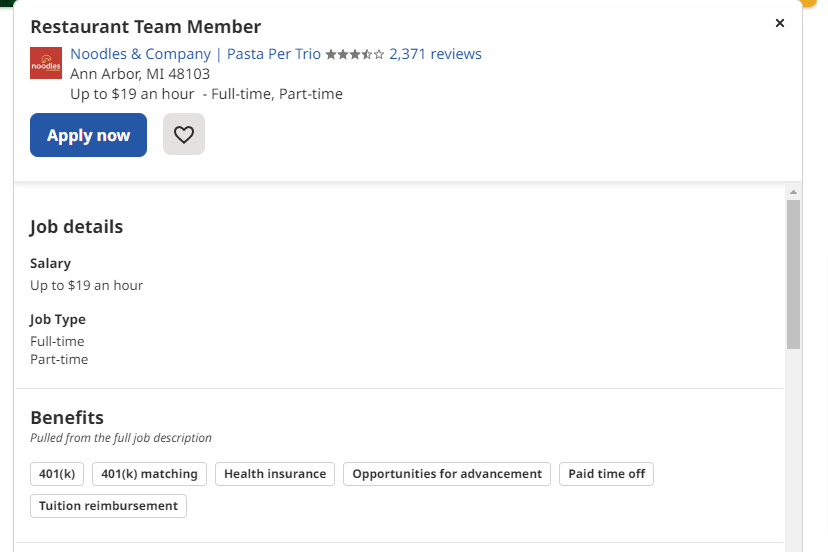 Restaurant Team Member
noodles
Noodles & Company | Pasta Per Trio 2,371 reviews
Ann Arbor, MI 48103
Up to $19 an hour - Full-time, Part-time
Apply now
Job details
Salary
Up to $19 an hour
Job Type
Full-time
Part-time
Benefits
Pulled from the full job description
401(k) 401(k) matching Health insurance Opportunities for advancement Paid time off
Tuition reimbursement